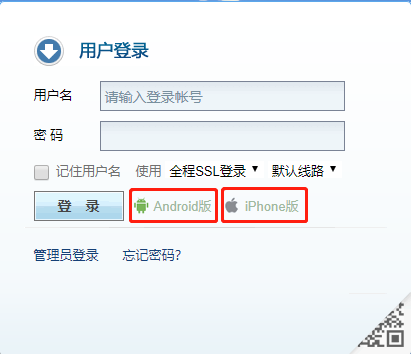 用户登录
用户名 请输入登录帐号
密 码
记住用户名 使用 全程SSL登录 默认线路
登 录 Android版 iPhone版
管理员登录 忘记密码?